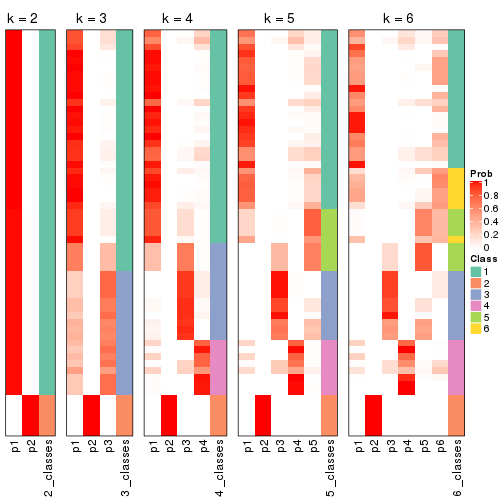 k = 2
k = 3
k = 4
k = 5
k = 6
Prob
1
0.8
0.6
0.4
0.2
0
Class
1
2
3
4
5
6
p1
p2
2_classes
p1
p2
p3
3_classes
p1
p2
p3
p4
4_classes
p1
p2
p3
p4
p5
5_classes
p1
p2
p3
p4
p5
p6
6_classes